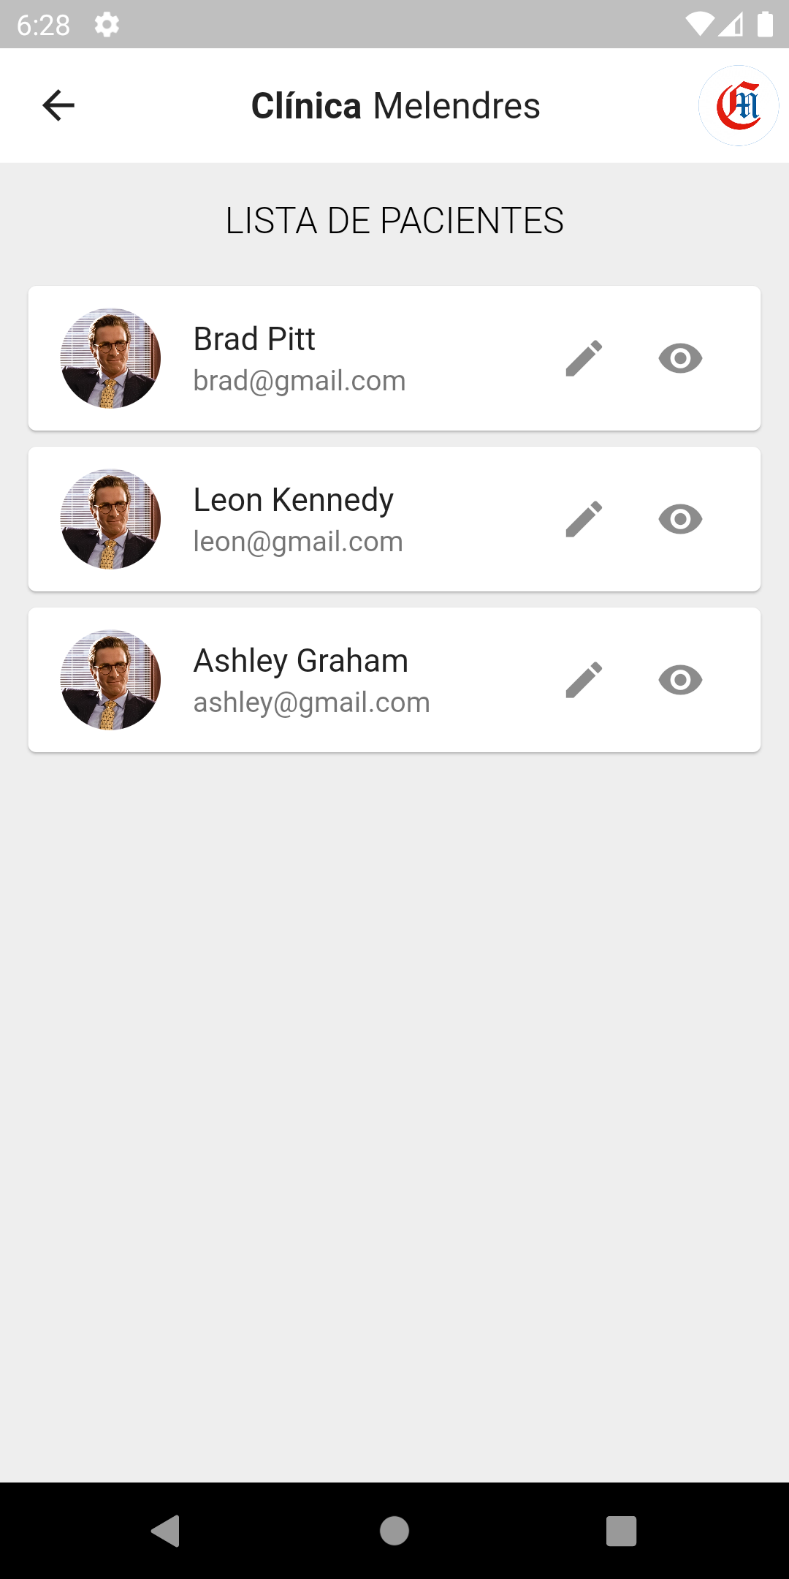 6:28
Clínica Melendres
CM
LISTA DE PACIENTES
Brad Pitt
brad@gmail.com
Leon Kennedy
leon@gmail.com
Ashley Graham
ashley@gmail.com